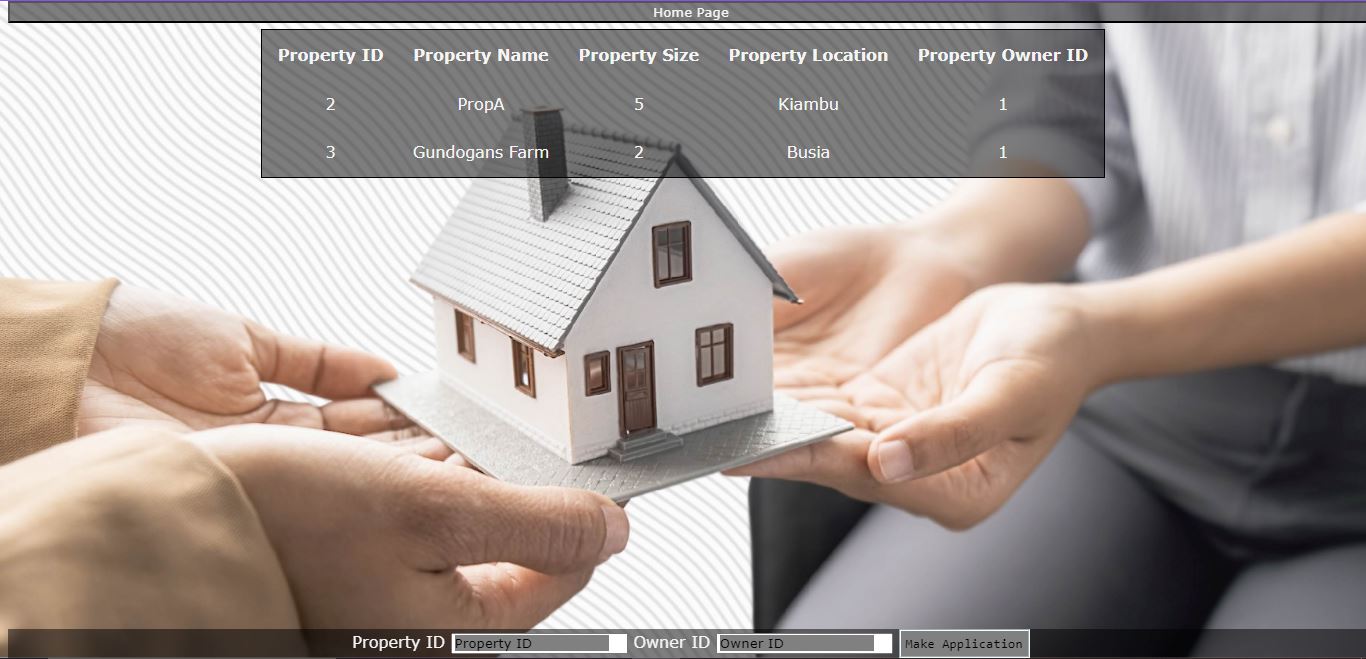 Home Page
Property ID Property Name Property Size Property Location Property Owner ID
2 PropA 5 Kiambu 1
3 Gundogans Farm 2 Busia 1
Property ID Property ID Owner ID Owner ID Make Application